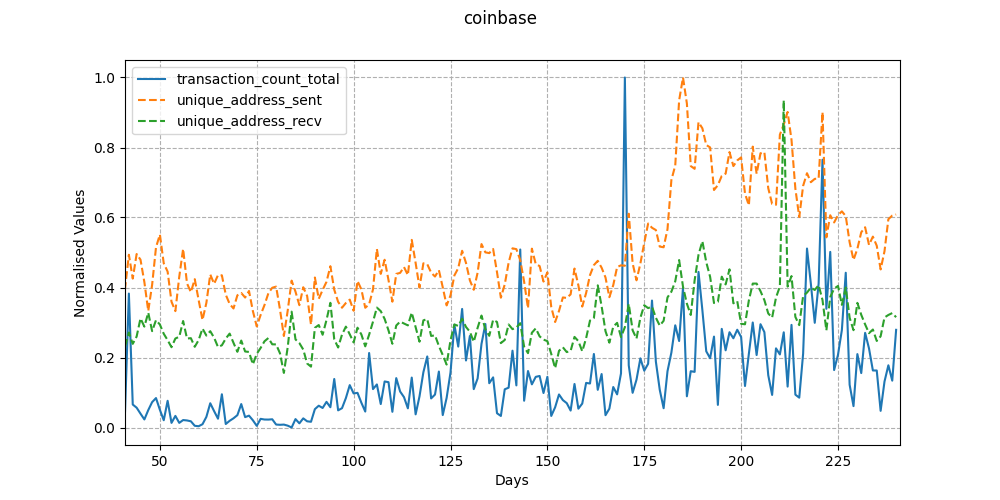 coinbase
transaction_count_total
unique_address_sent
unique_address_recv
Normalised Values
1.0
0.8
0.6
0.4
0.2
0.0
50 75 100 125 150 175 200 225
Days